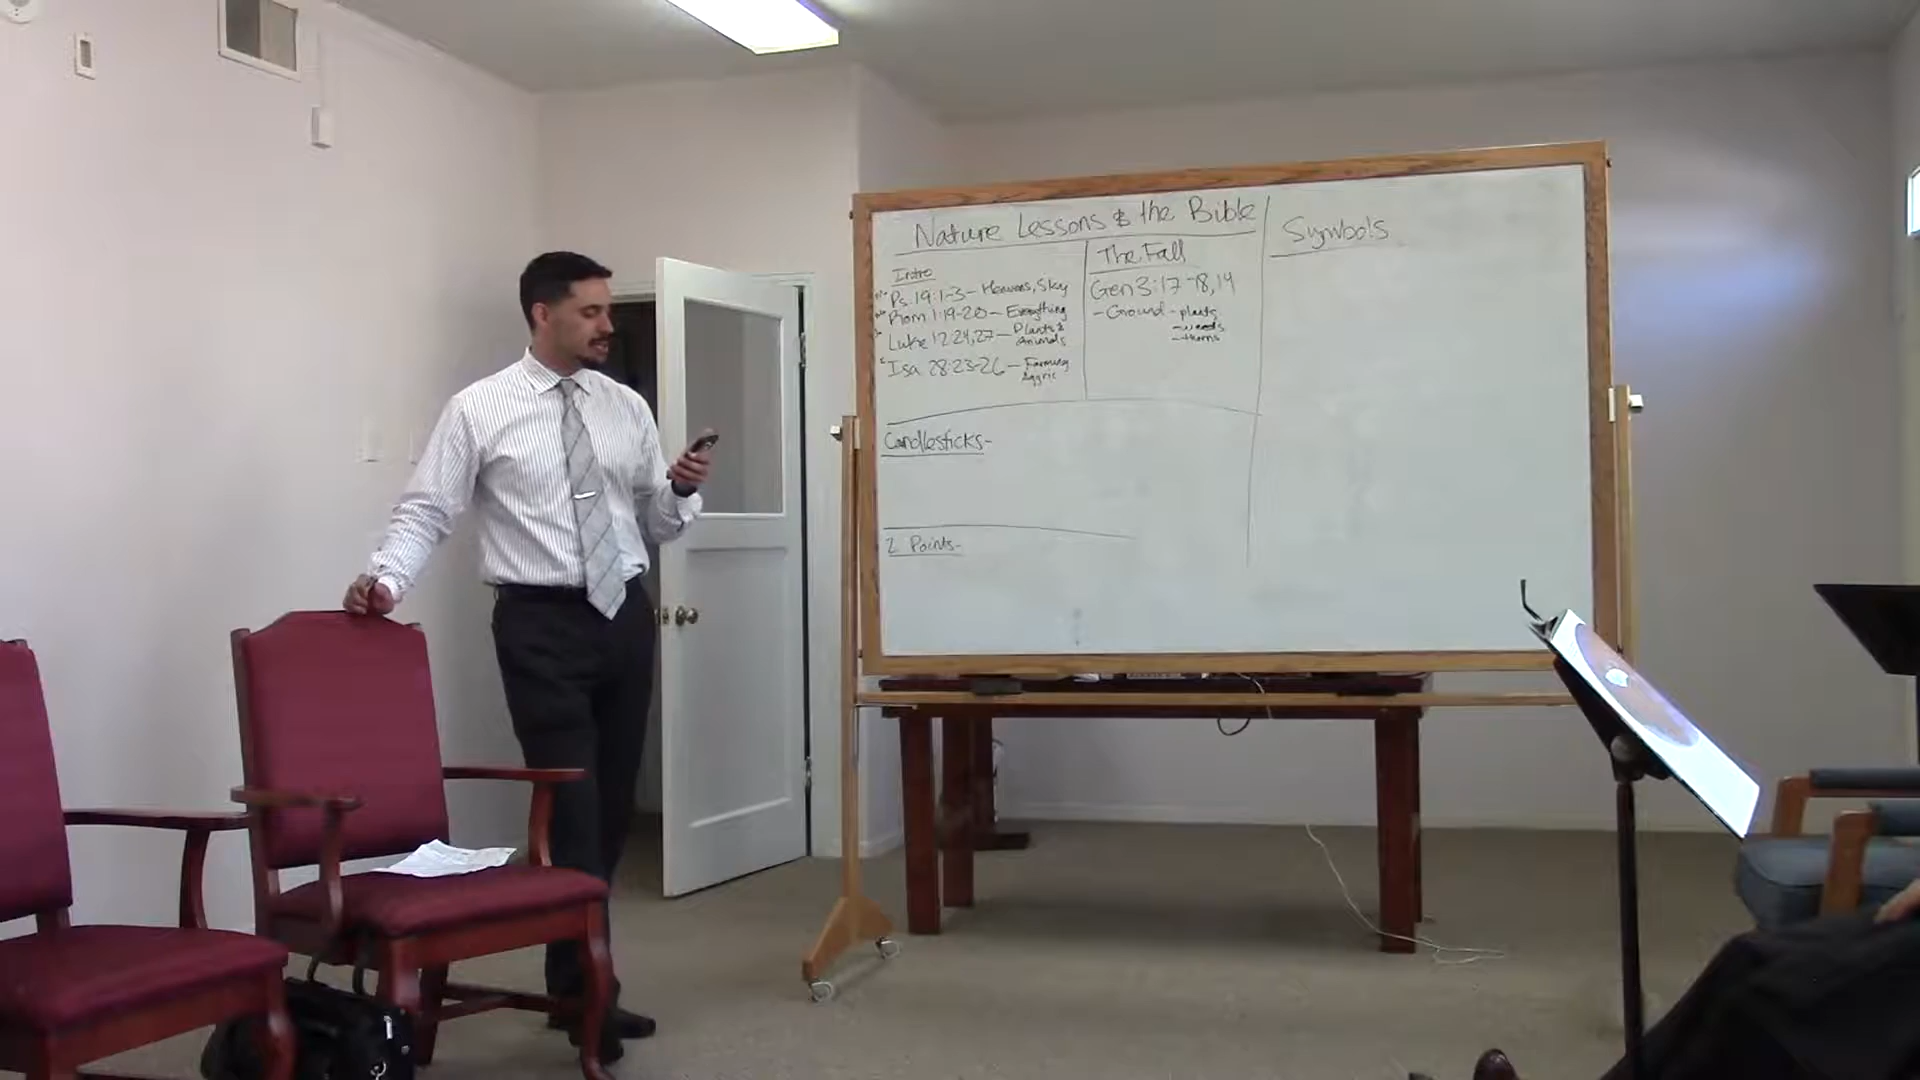 Nature Lessons & the Bible
Intro
Ps. 19:1-3 - Heavens, Sky
Rom 1:19-20 - Everything
Luke 12:24,27 - Plants & Animals
Isa 28:23-26 - Farming Aggric
The Fall
Gen 3:17-18,19
- Ground - plants
- weeds
- thorns
Symbols
Candlesticks-
2 Points-